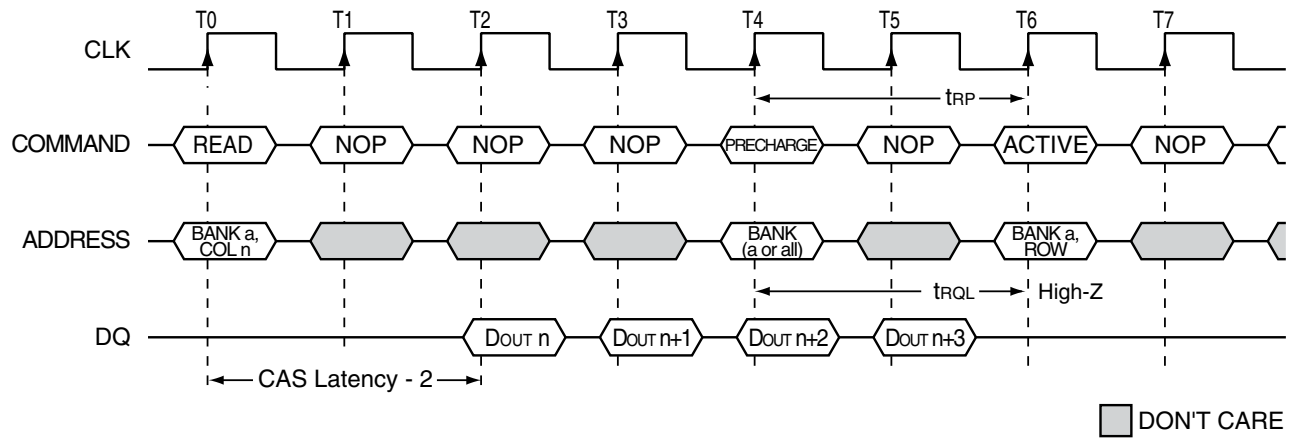 T0 T1 T2 T3 T4 T5 T6 T7
CLK
tRP
COMMAND READ NOP NOP NOP PRECHARGE NOP ACTIVE NOP
ADDRESS BANK a, COL n BANK (a or all) BANK a, ROW
tRQL High-Z
DQ DOUT n DOUT n+1 DOUT n+2 DOUT n+3
CAS Latency - 2
DON'T CARE